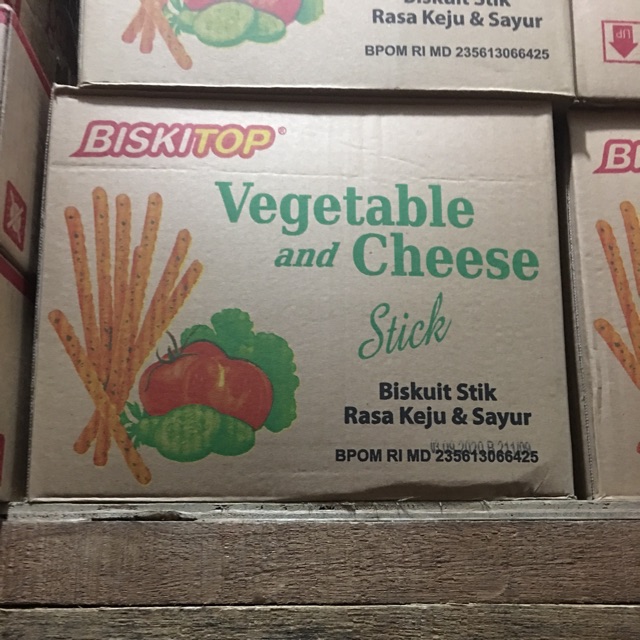 Biskuit Stik
Rasa Keju & Sayur
BPOM RI MD 235613066425
UP
BISKITOP®
Vegetable
and Cheese
Stick
Biskuit Stik
Rasa Keju & Sayur
BPOM RI MD 235613066425